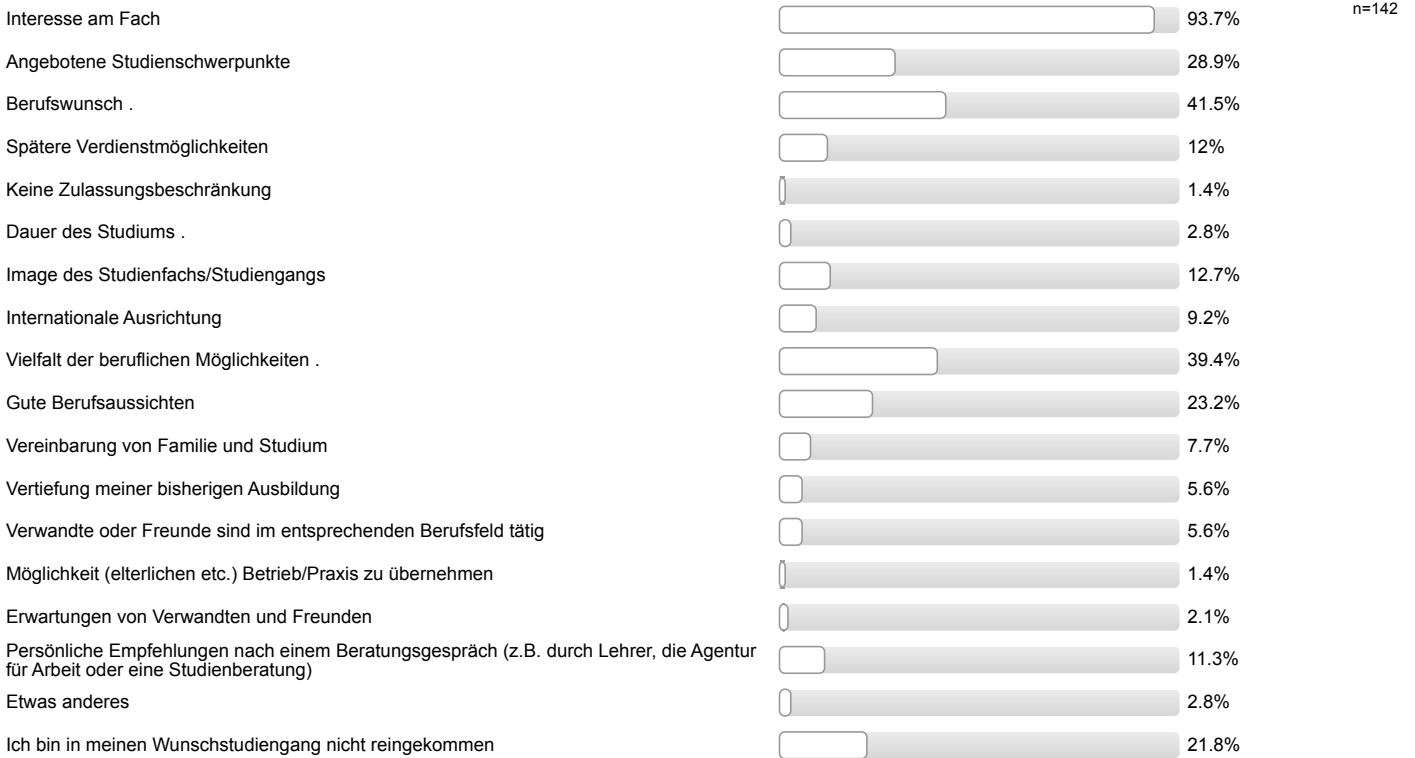 Interesse am Fach 93.7% n=142
Angebotene Studienschwerpunkte 28.9%
Berufswunsch . 41.5%
Spätere Verdienstmöglichkeiten 12%
Keine Zulassungsbeschränkung 1.4%
Dauer des Studiums . 2.8%
Image des Studienfachs/Studiengangs 12.7%
Internationale Ausrichtung 9.2%
Vielfalt der beruflichen Möglichkeiten . 39.4%
Gute Berufsaussichten 23.2%
Vereinbarung von Familie und Studium 7.7%
Vertiefung meiner bisherigen Ausbildung 5.6%
Verwandte oder Freunde sind im entsprechenden Berufsfeld tätig 5.6%
Möglichkeit (elterlichen etc.) Betrieb/Praxis zu übernehmen 1.4%
Erwartungen von Verwandten und Freunden 2.1%
Persönliche Empfehlungen nach einem Beratungsgespräch (z.B. durch Lehrer, die Agentur
für Arbeit oder eine Studienberatung) 11.3%
Etwas anderes 2.8%
Ich bin in meinen Wunschstudiengang nicht reingekommen 21.8%